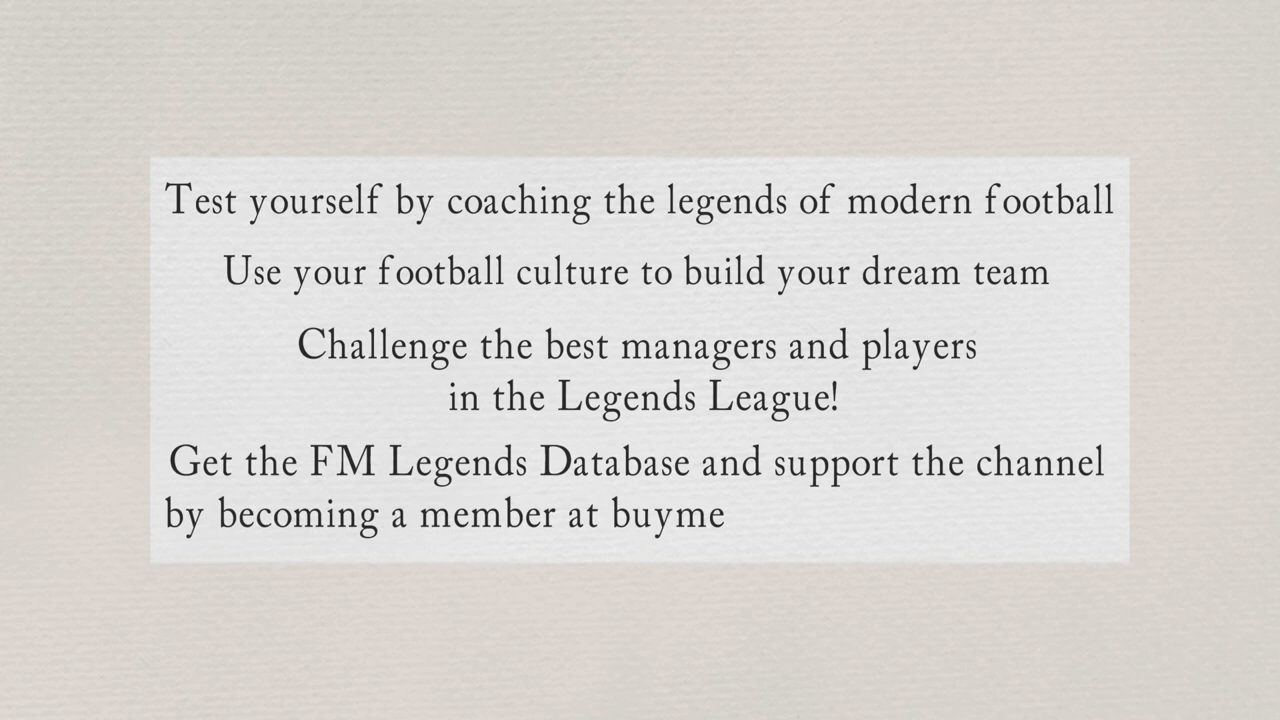 Test yourself by coaching the legends of modern football
Use your football culture to build your dream team
Challenge the best managers and players
in the Legends League!
Get the FM Legends Database and support the channel
by becoming a member at buyme